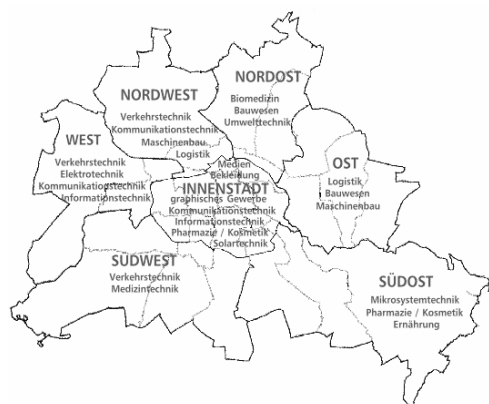 NORDOST
Biomedizin
Bauwesen
Umwelttechnik
NORDWEST
Verkehrstechnik
Kommunikationstechnik
Maschinenbau
Logistik
WEST
Verkehrstechnik
Elektrotechnik
Kommunikationstechnik
Informationstechnik
OST
Logistik
Bauwesen
Maschinenbau
Medien
Bekleidung
INNENSTADT
graphisches Gewerbe
Kommunikationstechnik
Informationstechnik
Pharmazie / Kosmetik
Solartechnik
SÜDWEST
Verkehrstechnik
Medizintechnik
SÜDOST
Mikrosystemtechnik
Pharmazie / Kosmetik
Ernährung